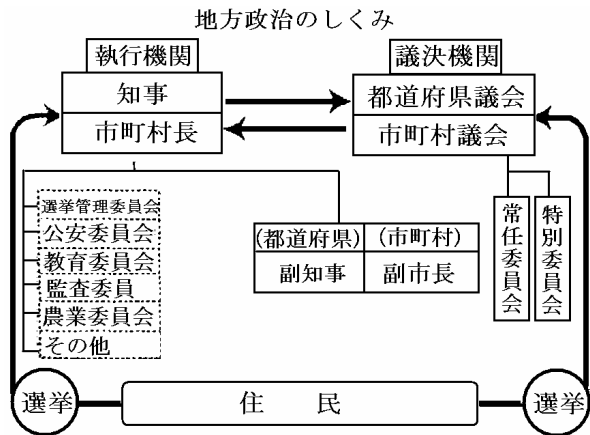 地方政治のしくみ
執行機関
議決機関
知事
都道府県議会
市町村長
市町村議会
選挙管理委員会
公安委員会
教育委員会
監査委員
農業委員会
その他
(都道府県)
(市町村)
副知事
副市長
常任委員会
特別委員会
選挙
住民
選挙